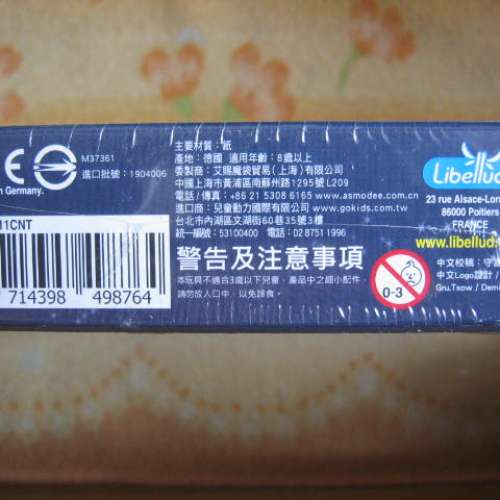 CE
M37361
進口批號：1904006
n Germany.
11CNT
714398 498764
主要材質：紙
產地：德國 適用年齡：8歲以上
委製商：艾賜魔袋貿易（上海）有限公司
中國上海市黃浦區南蘇州路1295號L209
電話/傳真：+86 21 5308 6165 www.asmodee.com
進口商：兒童動力國際有限公司 www.gokids.com.tw
台北市內湖區文湖街60巷35號3樓
統一編號：53100400 電話：02 8751 1996
警告及注意事項
本玩具不適合3歲以下兒童，產品中之細小配件，
請勿放入口中，以免誤食。
0-3
Libellud
23 rue Alsace-Lor
86000 Poitiers
FRANCE
www.libellud.
中文校稿：守
中文Logo設計/
Gru,Tsow / Demi